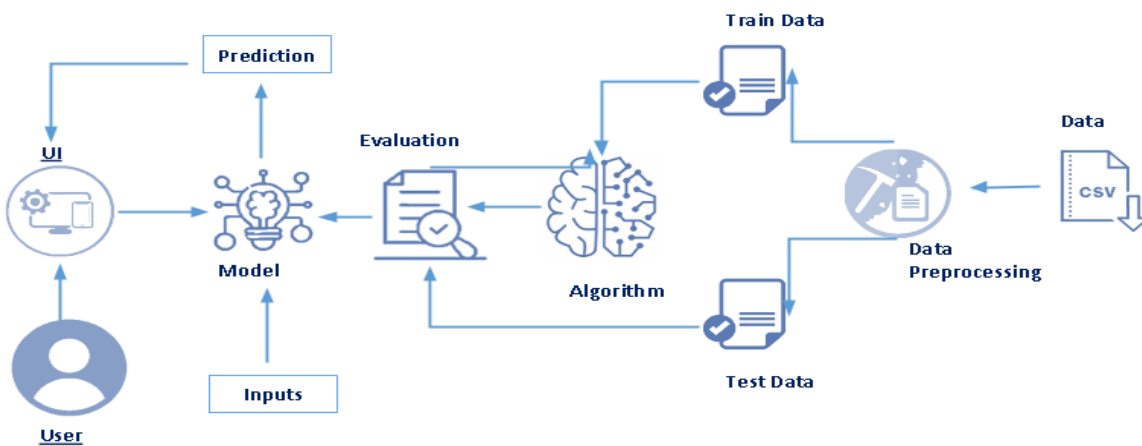 Train Data
Prediction
Data
Evaluation
UI
CSV
Data
Preprocessing
Model
Algorithm
Test Data
Inputs
User